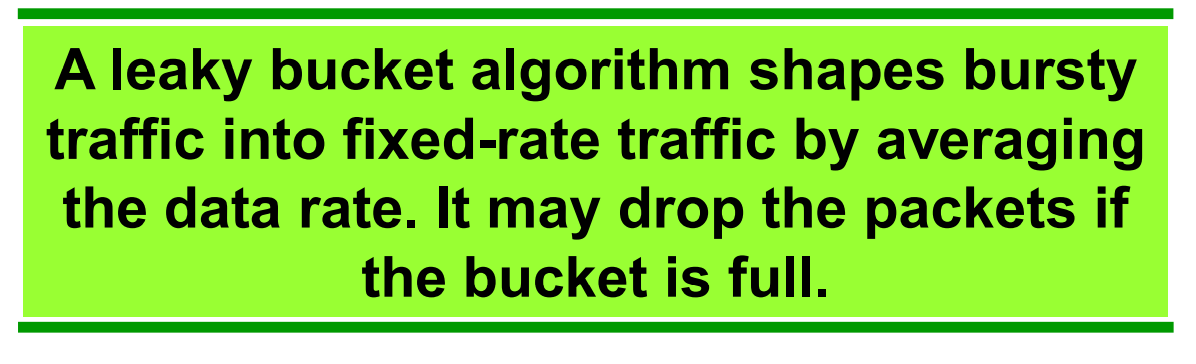 A leaky bucket algorithm shapes bursty
traffic into fixed-rate traffic by averaging
the data rate. It may drop the packets if
the bucket is full.